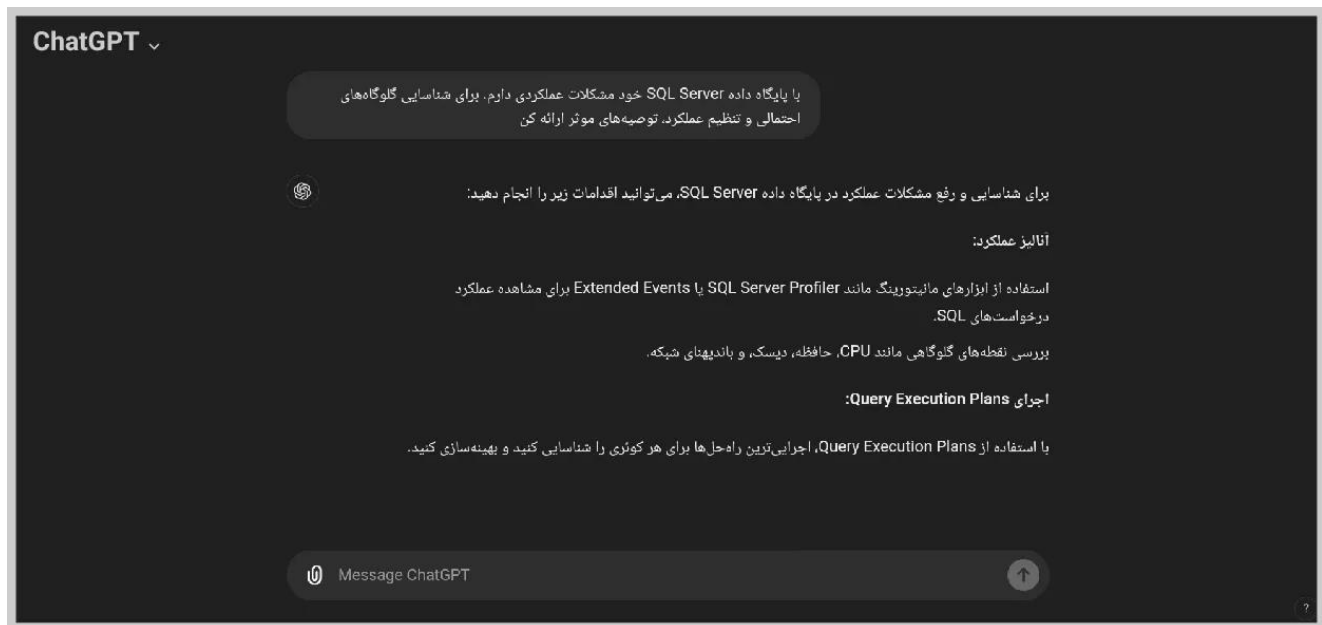 ChatGPT
با پایگاه داده SQL Server خود مشکلات عملکردی دارم. برای شناسایی گلوگاه‌های
احتمالی و تنظیم عملکرد، توصیه‌های موثر ارائه کن
برای شناسایی و رفع مشکلات عملکرد در پایگاه داده SQL Server، می‌توانید اقدامات زیر را انجام دهید:
آنالیز عملکرد:
استفاده از ابزارهای مانیتورینگ مانند SQL Server Profiler یا Extended Events برای مشاهده عملکرد
درخواست‌های SQL.
بررسی نقطه‌های گلوگاهی مانند CPU، حافظه، دیسک، و باندیهنای شبکه.
اجرای Query Execution Plans:
با استفاده از Query Execution Plans، اجرایی‌ترین راه‌حل‌ها برای هر کوئری را شناسایی کنید و بهینه‌سازی کنید.
Message ChatGPT
?